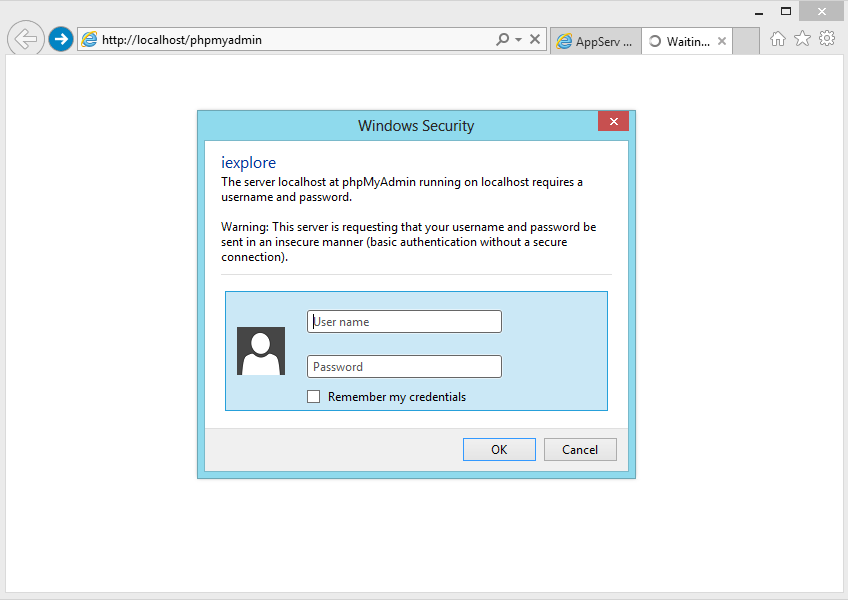 http://localhost/phpmyadmin
AppServ ...
Waitin...
Windows Security
iexplore
The server localhost at phpMyAdmin running on localhost requires a
username and password.
Warning: This server is requesting that your username and password be
sent in an insecure manner (basic authentication without a secure
connection).
User name
Password
Remember my credentials
OK
Cancel